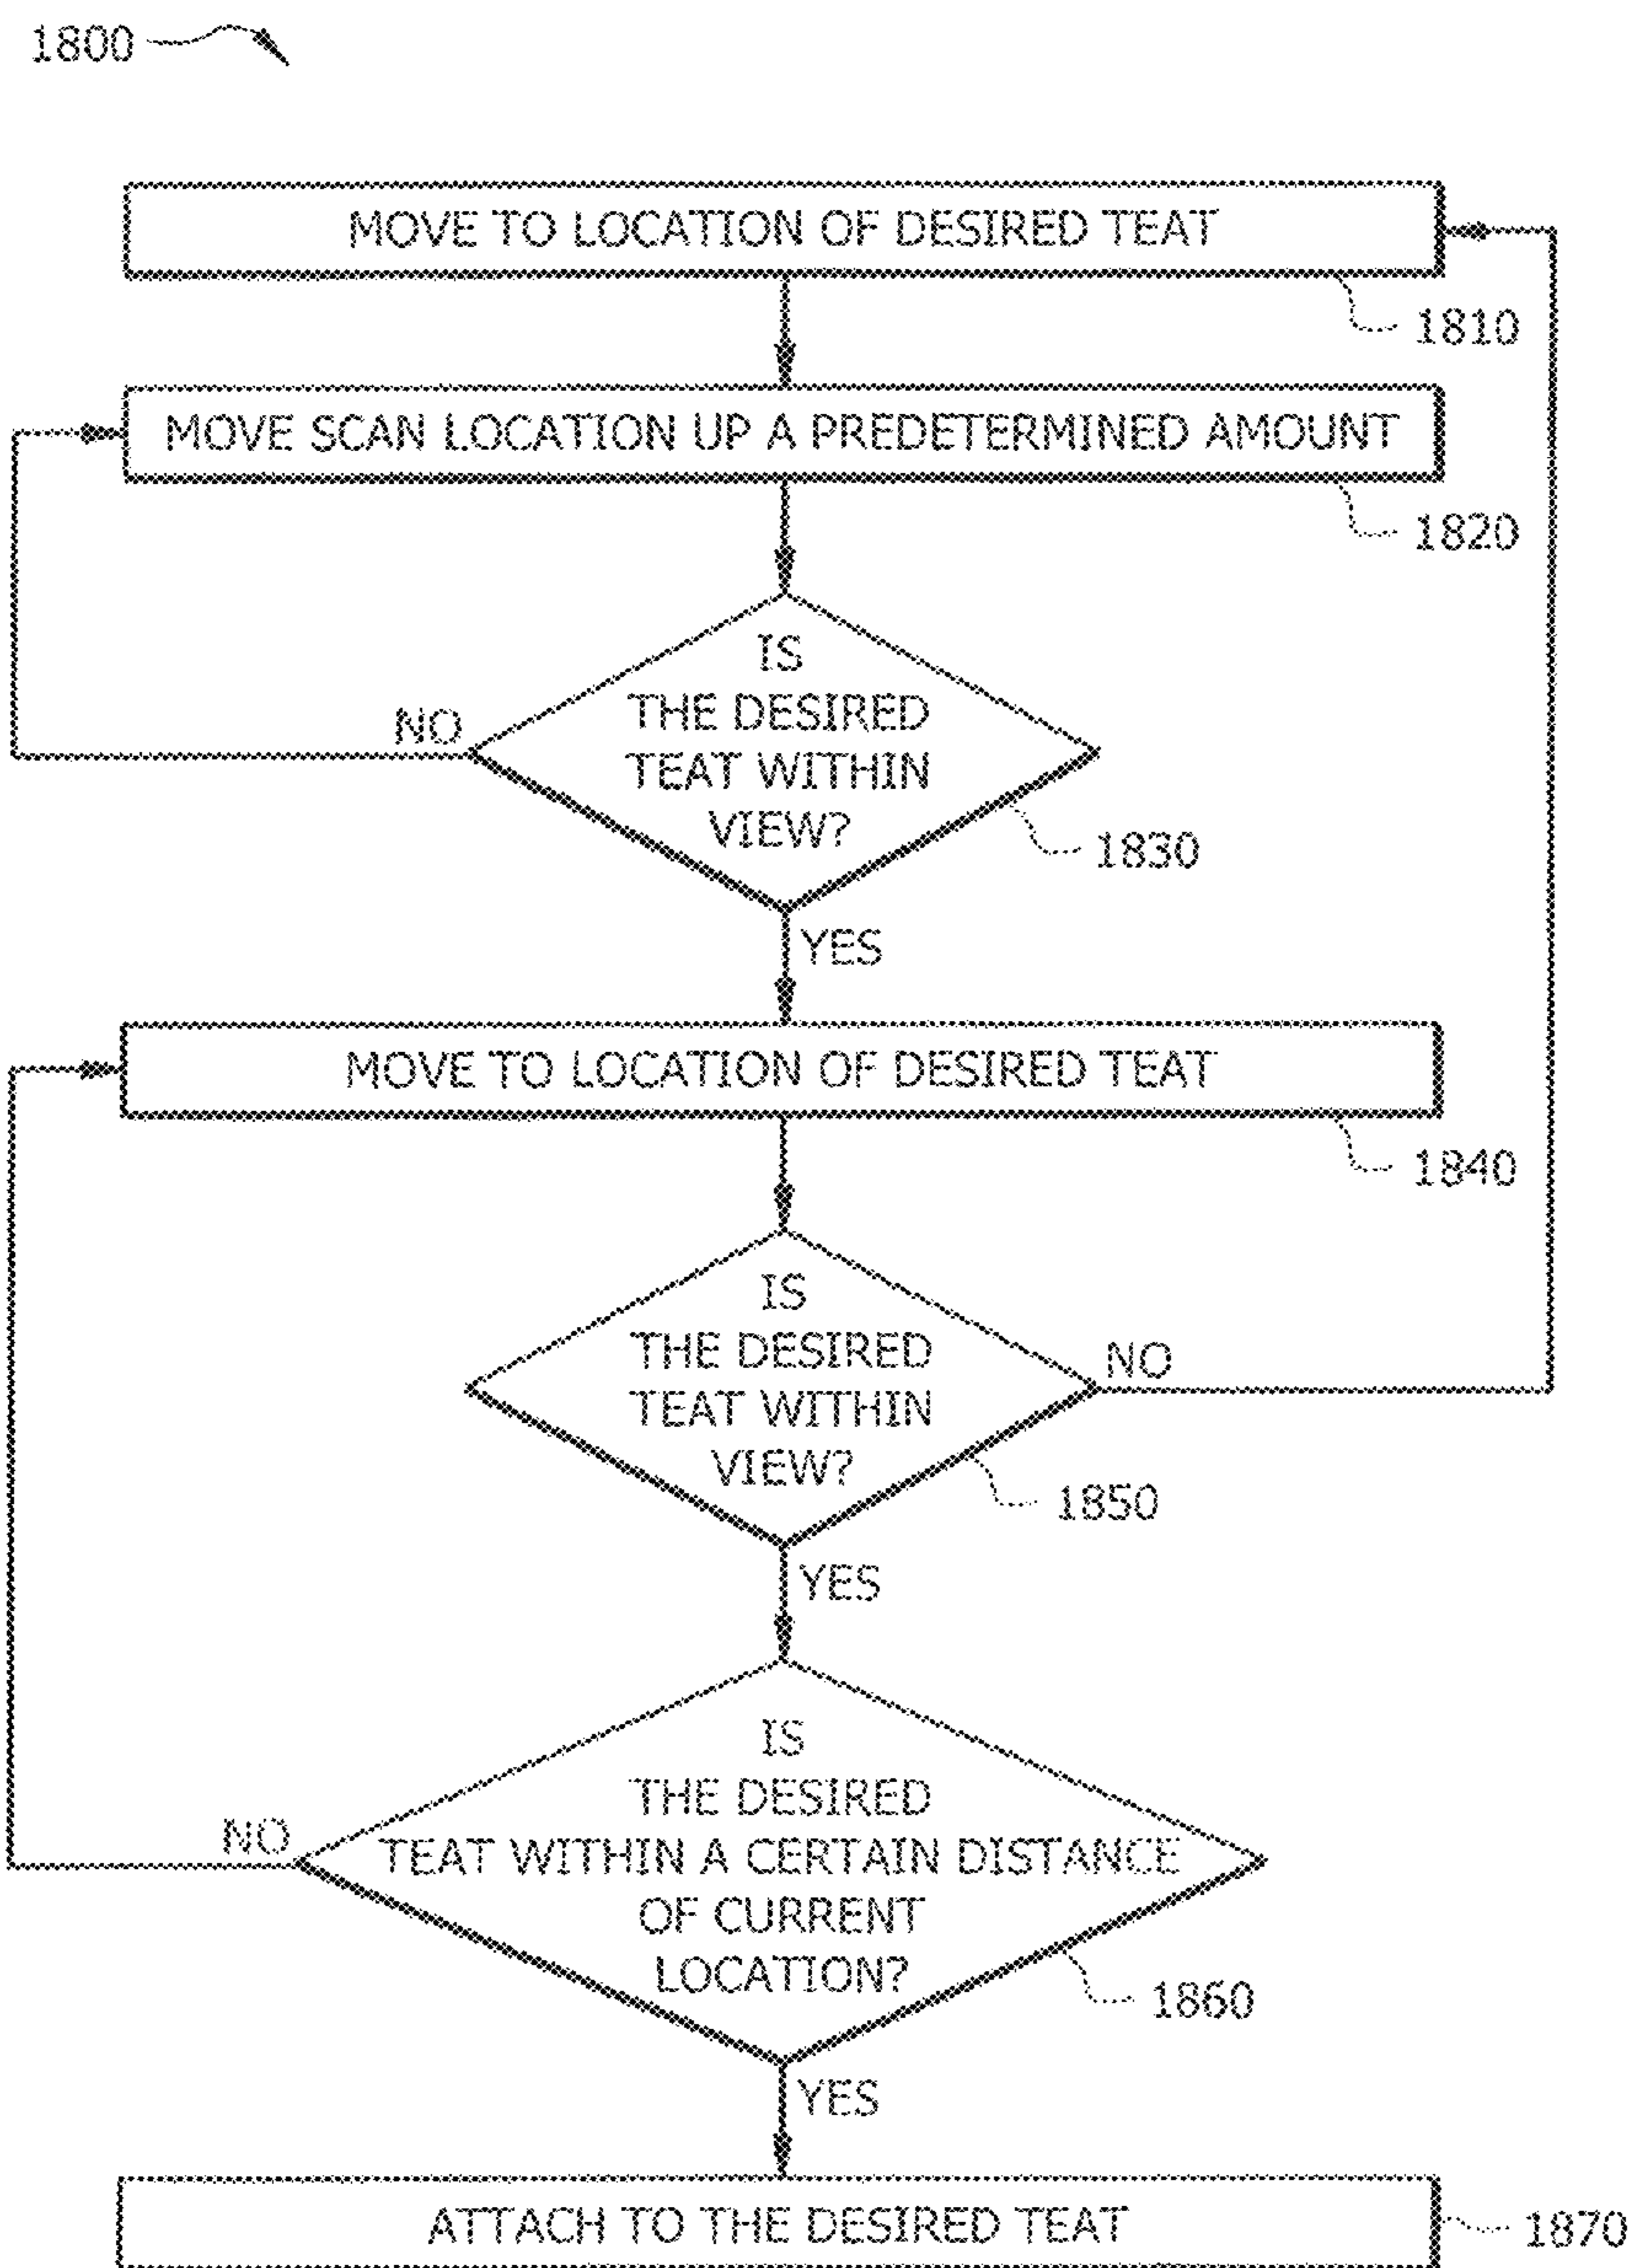 1800
MOVE TO LOCATION OF DESIRED TEAT
1810
MOVE SCAN LOCATION UP A PREDETERMINED AMOUNT
1820
IS
THE DESIRED
TEAT WITHIN
VIEW?
NO
1830
YES
MOVE TO LOCATION OF DESIRED TEAT
1840
IS
THE DESIRED
TEAT WITHIN
VIEW?
NO
1850
YES
IS
THE DESIRED
TEAT WITHIN A CERTAIN DISTANCE
OF CURRENT
LOCATION?
NO
1860
YES
ATTACH TO THE DESIRED TEAT
1870